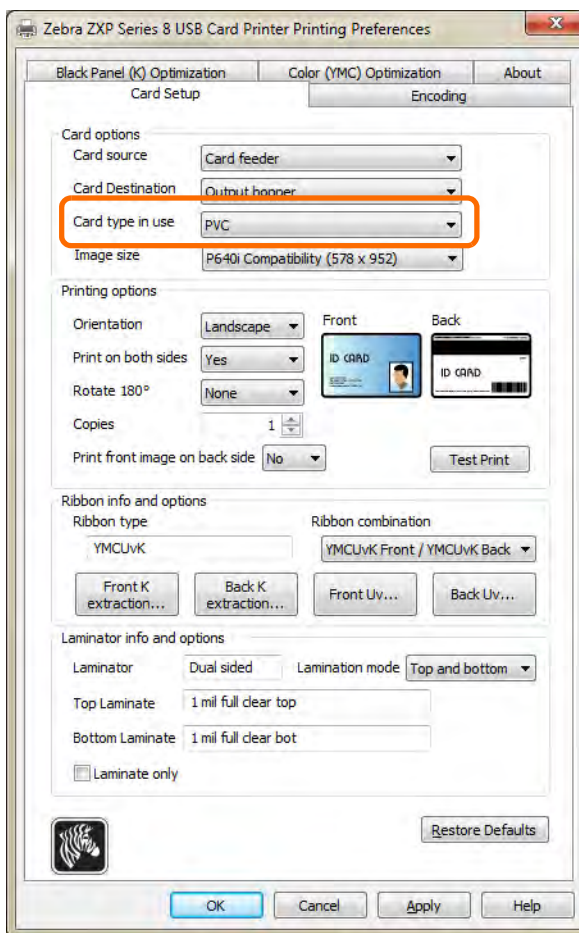 Zebra ZXP Series 8 USB Card Printer Printing Preferences
Black Panel (K) Optimization Color (YMC) Optimization About
Card Setup Encoding
Card options
Card source Card feeder
Card Destination Output hopper
Card type in use PVC
Image size P640i Compatibility (578 x 952)
Printing options
Orientation Landscape Front Back
Print on both sides Yes
ID CARD ID CARD
Rotate 180° None
Copies 1
Print front image on back side No Test Print
Ribbon info and options
Ribbon type Ribbon combination
YMCUvK YMCUvK Front / YMCUvK Back
Front K extraction... Back K extraction... Front Uv... Back Uv...
Laminator info and options
Laminator Dual sided Lamination mode Top and bottom
Top Laminate 1 mil full clear top
Bottom Laminate 1 mil full clear bot
Laminate only
Restore Defaults
OK Cancel Apply Help